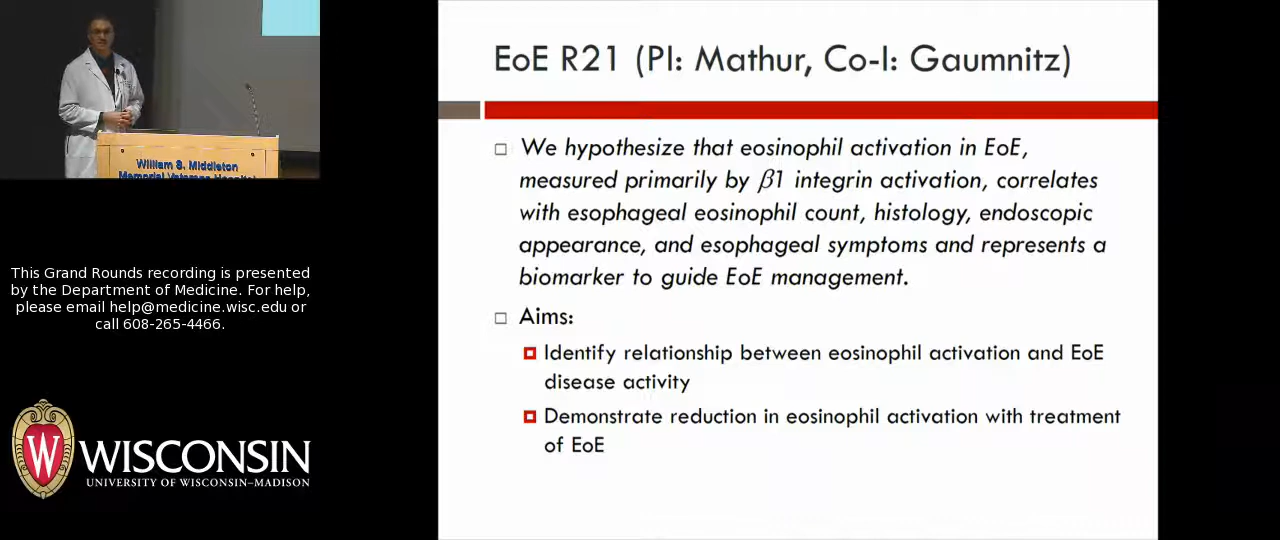 William S. Middleton
Memorial Veterans Hospital
This Grand Rounds recording is presented
by the Department of Medicine. For help,
please email help@medicine.wisc.edu or
call 608-265-4466.
W
WISCONSIN
UNIVERSITY OF WISCONSIN–MADISON
EoE R21 (PI: Mathur, Co-I: Gaumnitz)
We hypothesize that eosinophil activation in EoE,
measured primarily by β1 integrin activation, correlates
with esophageal eosinophil count, histology, endoscopic
appearance, and esophageal symptoms and represents a
biomarker to guide EoE management.
Aims:
Identify relationship between eosinophil activation and EoE
disease activity
Demonstrate reduction in eosinophil activation with treatment
of EoE